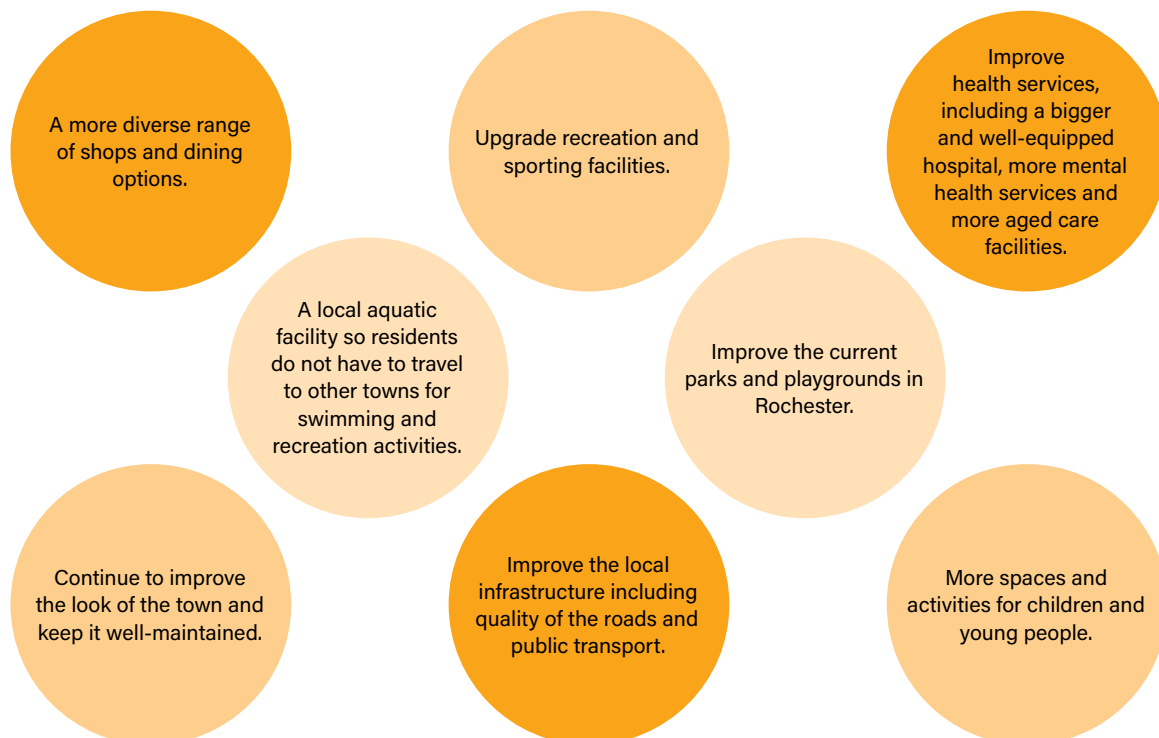 A more diverse range
of shops and dining
options.
Upgrade recreation and
sporting facilities.
Improve
health services,
including a bigger
and well-equipped
hospital, more mental
health services and
more aged care
facilities.
A local aquatic
facility so residents
do not have to travel
to other towns for
swimming and
recreation activities.
Improve the current
parks and playgrounds in
Rochester.
Continue to improve
the look of the town and
keep it well-maintained.
Improve the local
infrastructure including
quality of the roads and
public transport.
More spaces and
activities for children and
young people.